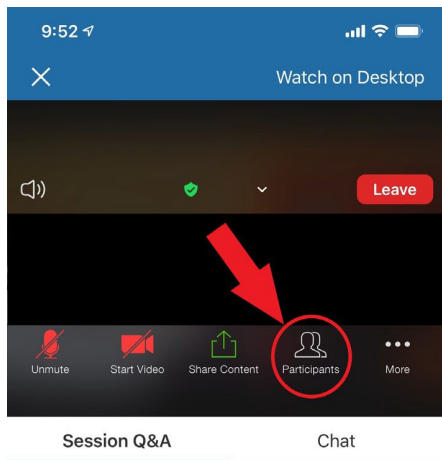 9:52
Watch on Desktop
Leave
Unmute Start Video Share Content Participants More
Session Q&A Chat